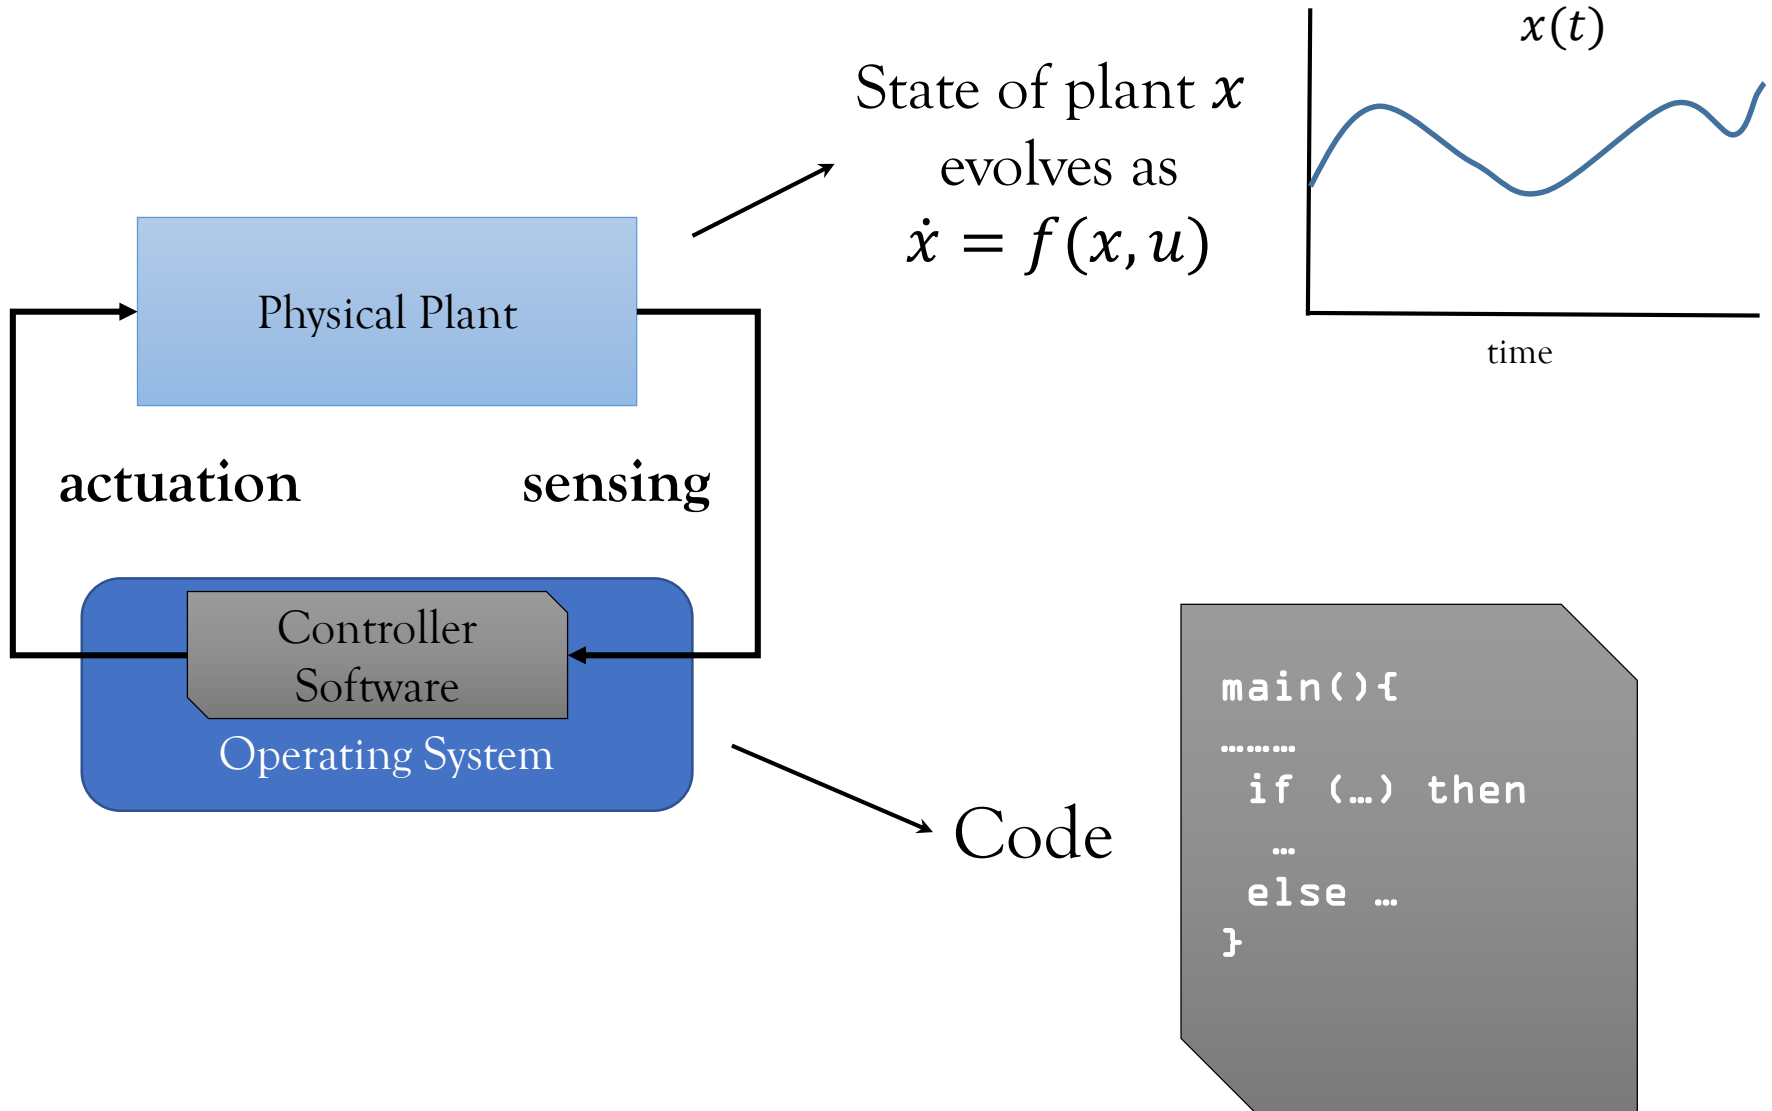 State of plant x
evolves as
ẋ = f(x, u)
x(t)
time
Physical Plant
actuation
sensing
Controller
Software
Operating System
Code
main(){
………
if (…) then
…
else …
}